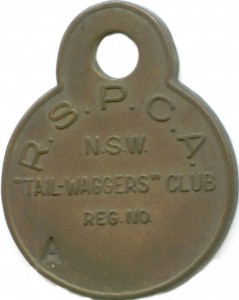 R.S.P.C.A.
N.S.W.
"TAIL-WAGGERS" CLUB
REG. NO.
A